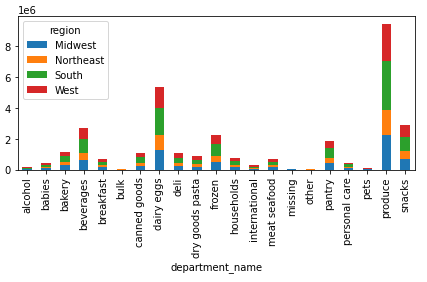 1e6
region
Midwest
Northeast
South
West
8
6
4
2
0
alcohol
babies
bakery
beverages
breakfast
bulk
canned goods
dairy eggs
deli
dry goods pasta
frozen
households
international
meat seafood
missing
other
pantry
personal care
pets
produce
snacks
department_name